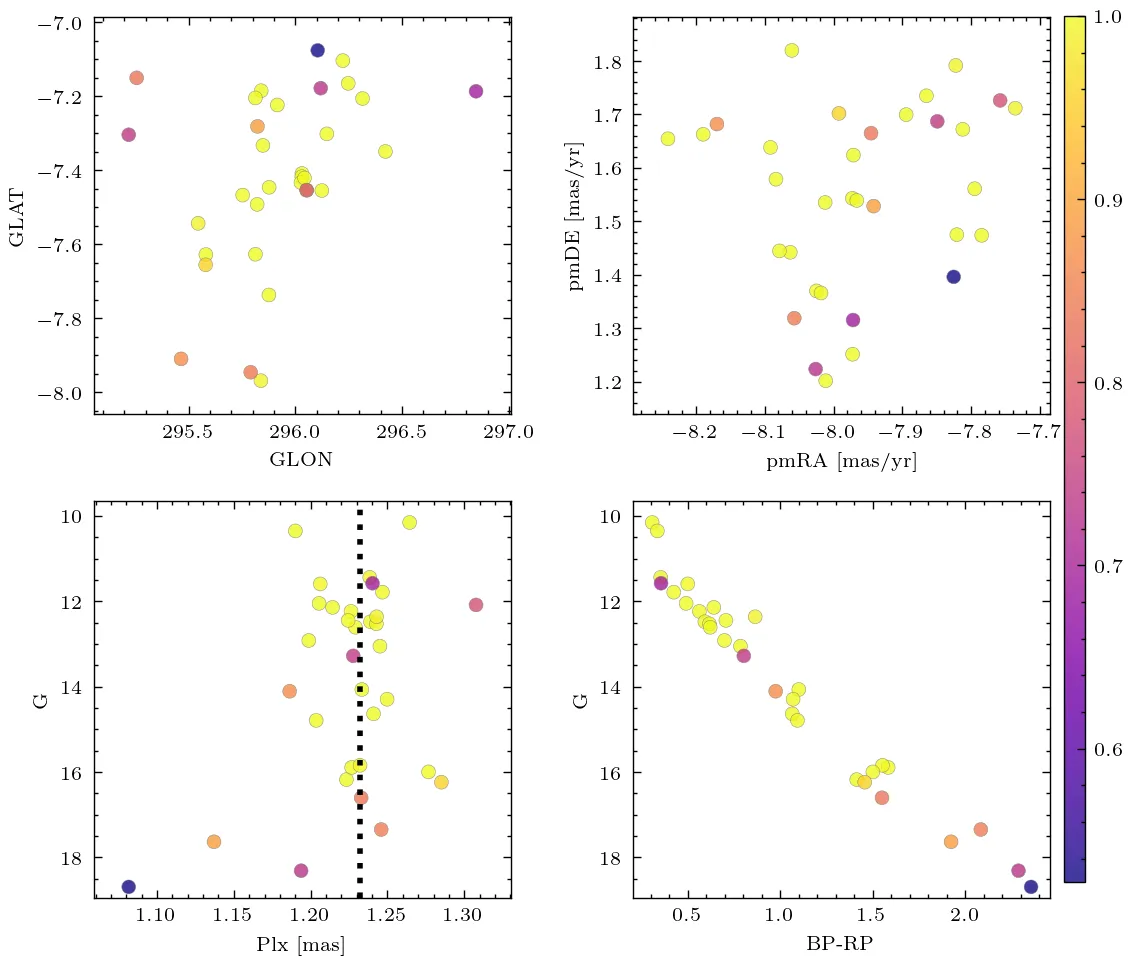 −7.0
−7.2
−7.4
−7.6
−7.8
−8.0
GLAT
295.5 296.0 296.5 297.0
GLON
1.8
1.7
1.6
1.5
1.4
1.3
1.2
pmDE [mas/yr]
−8.2 −8.1 −8.0 −7.9 −7.8 −7.7
pmRA [mas/yr]
1.0
0.9
0.8
0.7
0.6
10
12
14
16
18
G
1.10 1.15 1.20 1.25 1.30
Plx [mas]
10
12
14
16
18
G
0.5 1.0 1.5 2.0
BP-RP